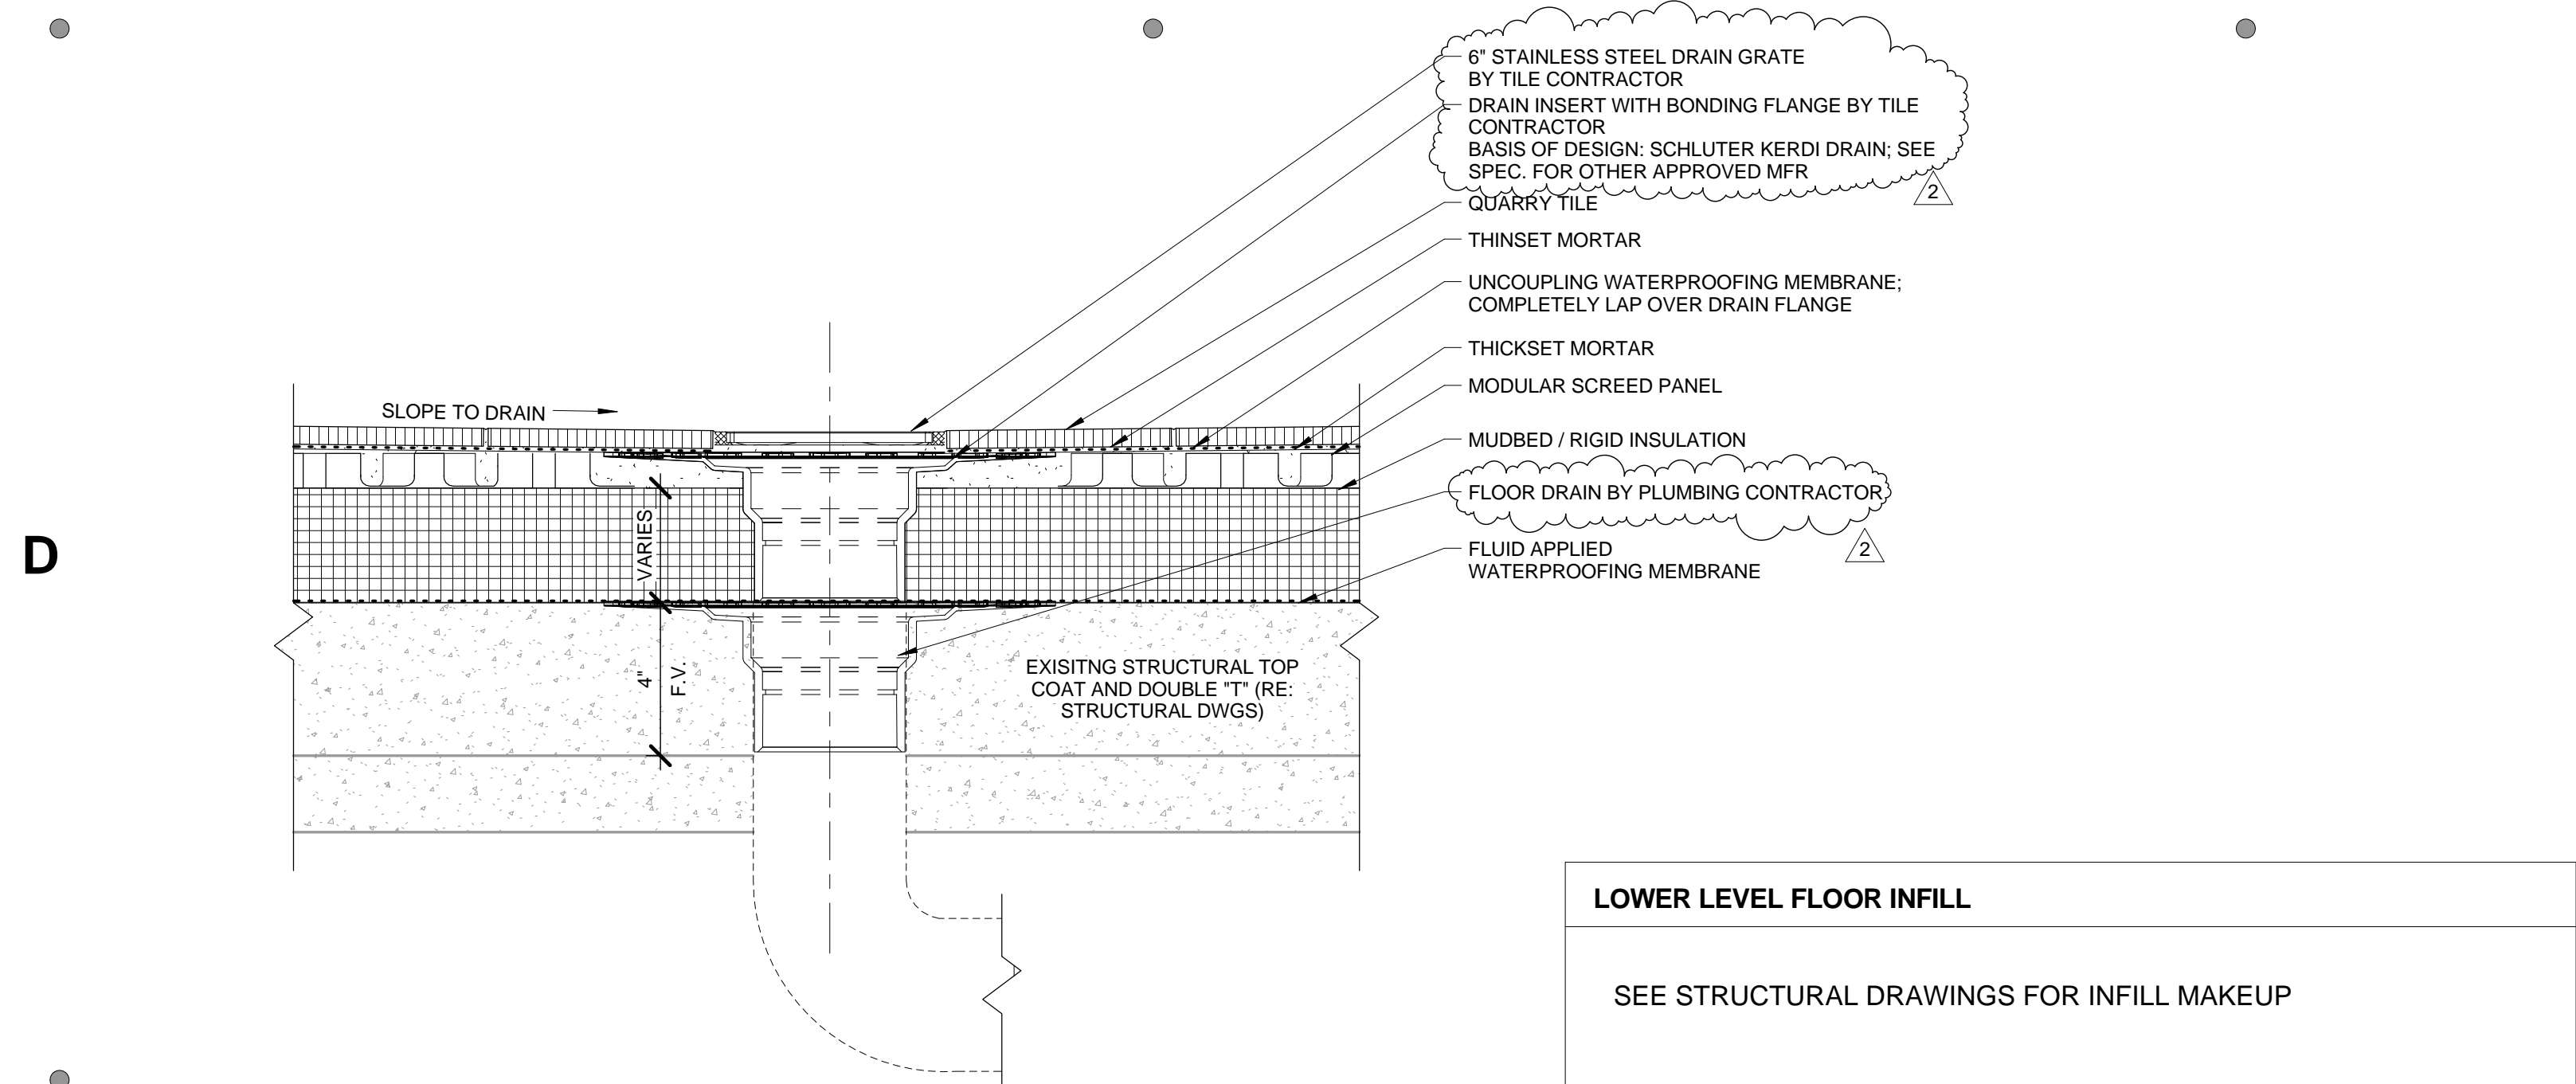 6" STAINLESS STEEL DRAIN GRATE
BY TILE CONTRACTOR
DRAIN INSERT WITH BONDING FLANGE BY TILE
CONTRACTOR
BASIS OF DESIGN: SCHLUTER KERDI DRAIN; SEE
SPEC. FOR OTHER APPROVED MFR
2
QUARRY TILE
THINSET MORTAR
UNCOUPLING WATERPROOFING MEMBRANE;
COMPLETELY LAP OVER DRAIN FLANGE
THICKSET MORTAR
MODULAR SCREED PANEL
MUDBED / RIGID INSULATION
FLOOR DRAIN BY PLUMBING CONTRACTOR
2
FLUID APPLIED
WATERPROOFING MEMBRANE
SLOPE TO DRAIN
VARIES
4"
F.V.
EXISITNG STRUCTURAL TOP
COAT AND DOUBLE "T" (RE:
STRUCTURAL DWGS)
D
LOWER LEVEL FLOOR INFILL
SEE STRUCTURAL DRAWINGS FOR INFILL MAKEUP